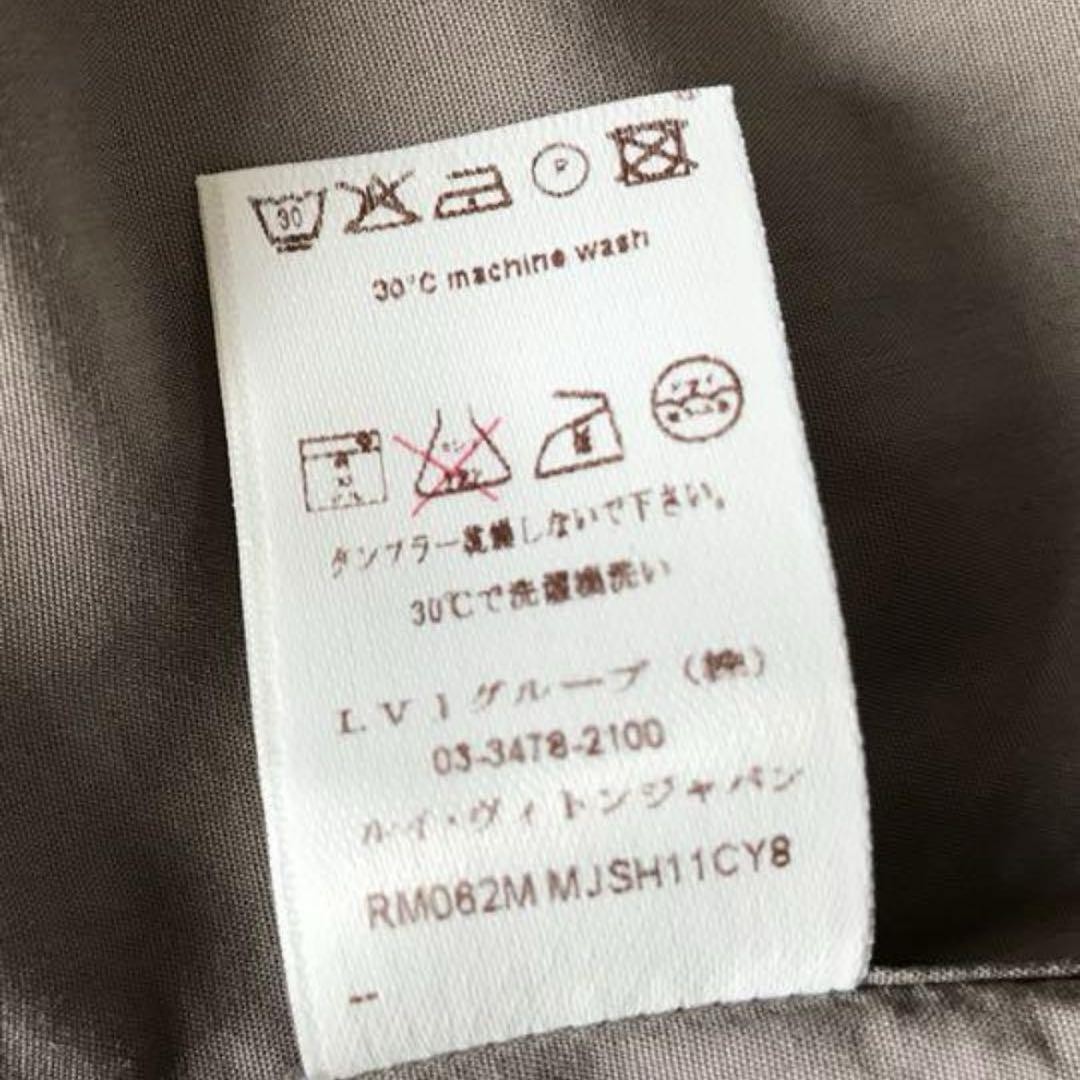 30
P
30°C machine wash
タンブラー乾燥しないで下さい。
30℃で洗濯機洗い
LVJグループ（株）
03-3478-2100
ルイ・ヴィトンジャパン
RM062M MJSH11CY8
--